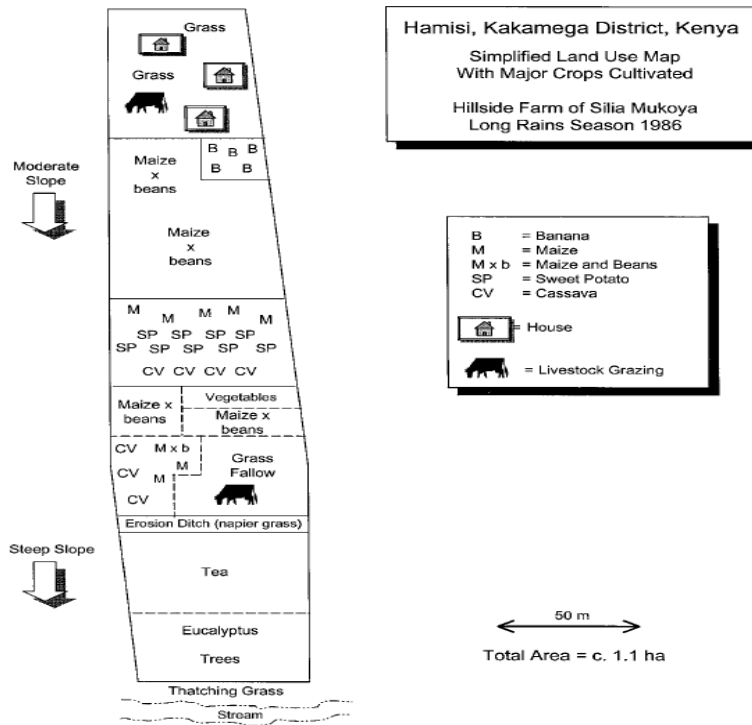 Hamisi, Kakamega District, Kenya
Simplified Land Use Map
With Major Crops Cultivated
Hillside Farm of Silia Mukoya
Long Rains Season 1986
Grass
Grass
Moderate
Slope
Maize
x
beans
B B B
B B
Maize
x
beans
M M M M M
SP SP SP SP
SP SP SP SP SP
CV CV CV CV
Maize x
beans
Vegetables
Maize x
beans
CV M x b
CV M
M
CV
Grass
Fallow
Erosion Ditch (napier grass)
Steep Slope
Tea
Eucalyptus
Trees
Thatching Grass
Stream
B = Banana
M = Maize
M x b = Maize and Beans
SP = Sweet Potato
CV = Cassava
= House
= Livestock Grazing
50 m
Total Area = c. 1.1 ha